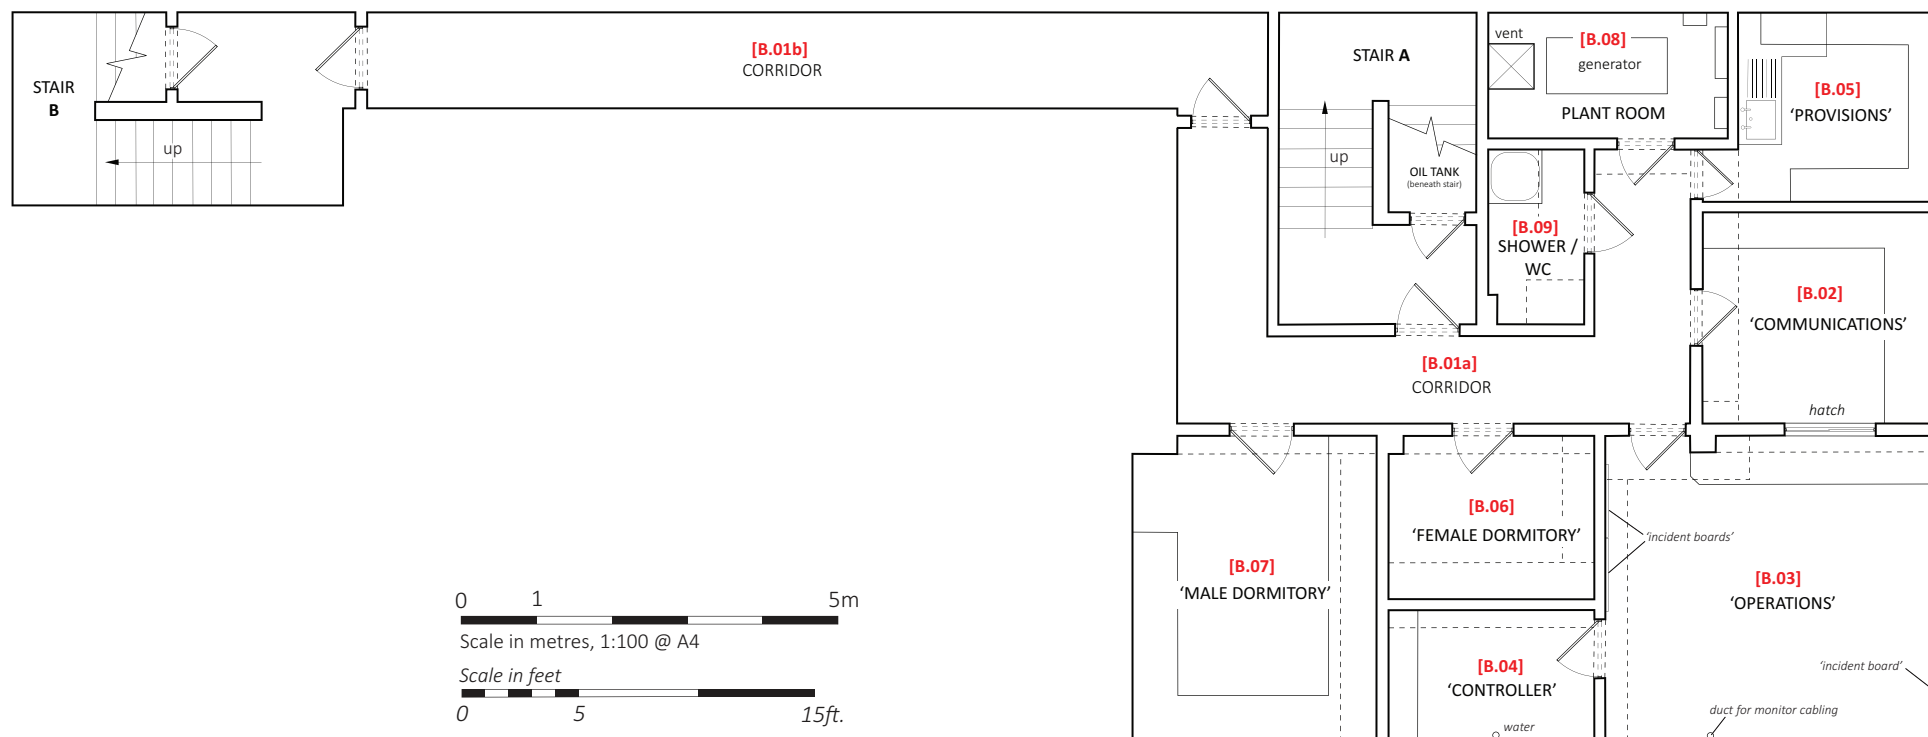 STAIR
B
up
[B.01b]
CORRIDOR
STAIR A
up
OIL TANK
(beneath stair)
vent
[B.08]
generator
PLANT ROOM
[B.05]
‘PROVISIONS’
[B.09]
SHOWER /
WC
[B.02]
‘COMMUNICATIONS’
hatch
[B.01a]
CORRIDOR
[B.06]
‘FEMALE DORMITORY’
[B.07]
‘MALE DORMITORY’
‘incident boards’
[B.03]
‘OPERATIONS’
[B.04]
‘CONTROLLER’
water
‘incident board’
duct for monitor cabling
0 1 5m
Scale in metres, 1:100 @ A4
Scale in feet
0 5 15ft.